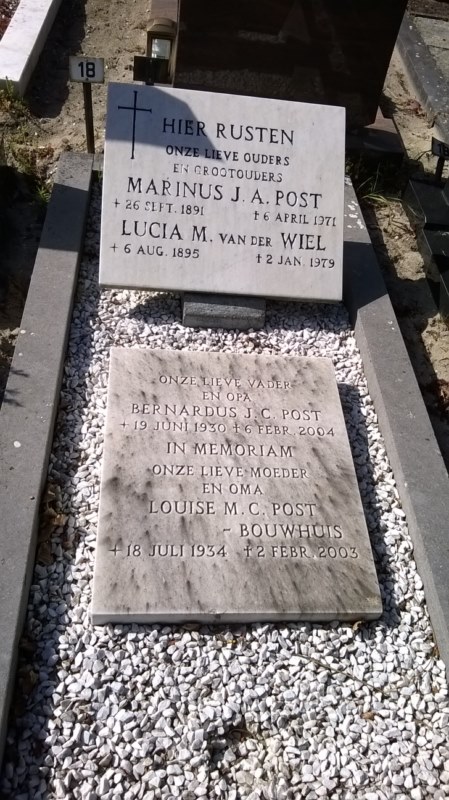 18
HIER RUSTEN
ONZE LIEVE OUDERS
EN GROOTOUDERS
MARINUS J. A. POST
+ 26 SEPT. 1891 † 6 APRIL 1971
LUCIA M. VAN DER WIEL
+ 6 AUG. 1895 † 2 JAN. 1979
ONZE LIEVE VADER
EN OPA
BERNARDUS J. C. POST
+ 19 JUNI 1930 † 6 FEBR. 2004
IN MEMORIAM
ONZE LIEVE MOEDER
EN OMA
LOUISE M. C. POST
- BOUWHUIS
+ 18 JULI 1934 † 2 FEBR. 2003